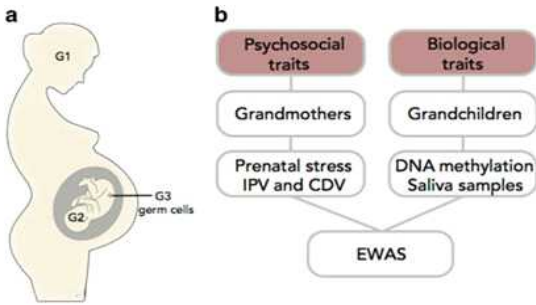 a
G1
G2
G3
germ cells
b
Psychosocial
traits
Biological
traits
Grandmothers
Grandchildren
Prenatal stress
IPV and CDV
DNA methylation
Saliva samples
EWAS